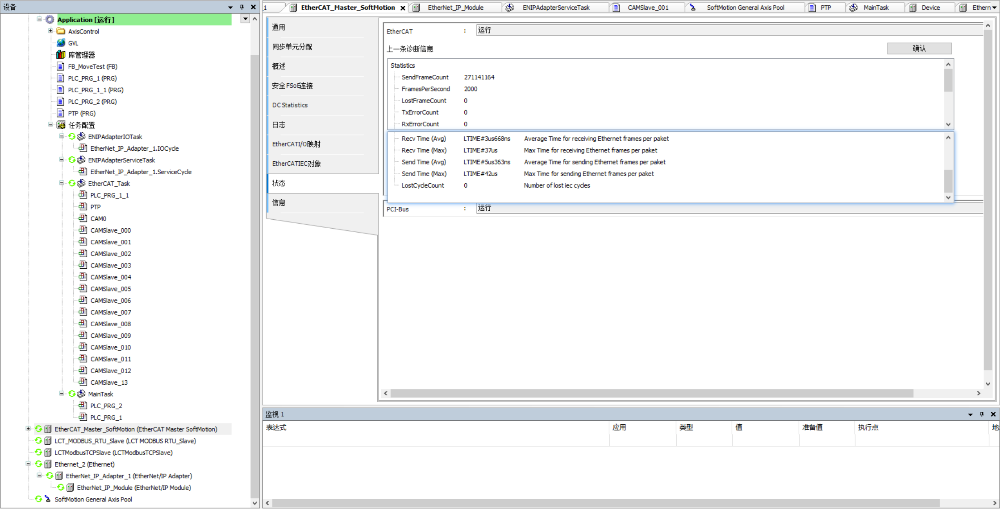 设备
Application [运行]
AxisControl
GVL
库管理器
FB_MoveTest (FB)
PLC_PRG_1 (PRG)
PLC_PRG_1_1 (PRG)
PLC_PRG_2 (PRG)
PTP (PRG)
任务配置
ENIPAdapterIOTask
EtherNet_IP_Adapter_1.IOCycle
ENIPAdapterServiceTask
EtherNet_IP_Adapter_1.ServiceCycle
EtherCAT_Task
PLC_PRG_1_1
PTP
CAM0
CAMSlave_000
CAMSlave_001
CAMSlave_002
CAMSlave_003
CAMSlave_004
CAMSlave_005
CAMSlave_006
CAMSlave_007
CAMSlave_008
CAMSlave_009
CAMSlave_010
CAMSlave_011
CAMSlave_012
CAMSlave_13
MainTask
PLC_PRG_2
PLC_PRG_1
EtherCAT_Master_SoftMotion (EtherCAT Master SoftMotion)
LCT_MODBUS_RTU_Slave (LCT MODBUS RTU_Slave)
LCTModbusTCPSlave (LCTModbusTCPSlave)
Ethernet_2 (Ethernet)
EtherNet_IP_Adapter_1 (EtherNet/IP Adapter)
EtherNet_IP_Module (EtherNet/IP Module)
SoftMotion General Axis Pool
_1 EtherCAT_Master_SoftMotion EtherNet_IP_Module ENIPAdapterServiceTask CAMSlave_001 SoftMotion General Axis Pool PTP MainTask Device Ethern
通用
同步单元分配
概述
安全FSoE连接
DC Statistics
日志
EtherCATI/O映射
EtherCATIEC对象
状态
信息
EtherCAT : 运行
上一条诊断信息 确认
Statistics
SendFrameCount 271141164
FramesPerSecond 2000
LostFrameCount 0
TxErrorCount 0
RxErrorCount 0
Recv Time (Avg) LTIME#3us668ns Average Time for receiving Ethernet frames per paket
Recv Time (Max) LTIME#37us Max Time for receiving Ethernet frames per paket
Send Time (Avg) LTIME#5us363ns Average Time for sending Ethernet frames per paket
Send Time (Max) LTIME#42us Max Time for sending Ethernet frames per paket
LostCycleCount 0 Number of lost iec cycles
PCI-Bus : 运行
监视 1
表达式 应用 类型 值 准备值 执行点 地